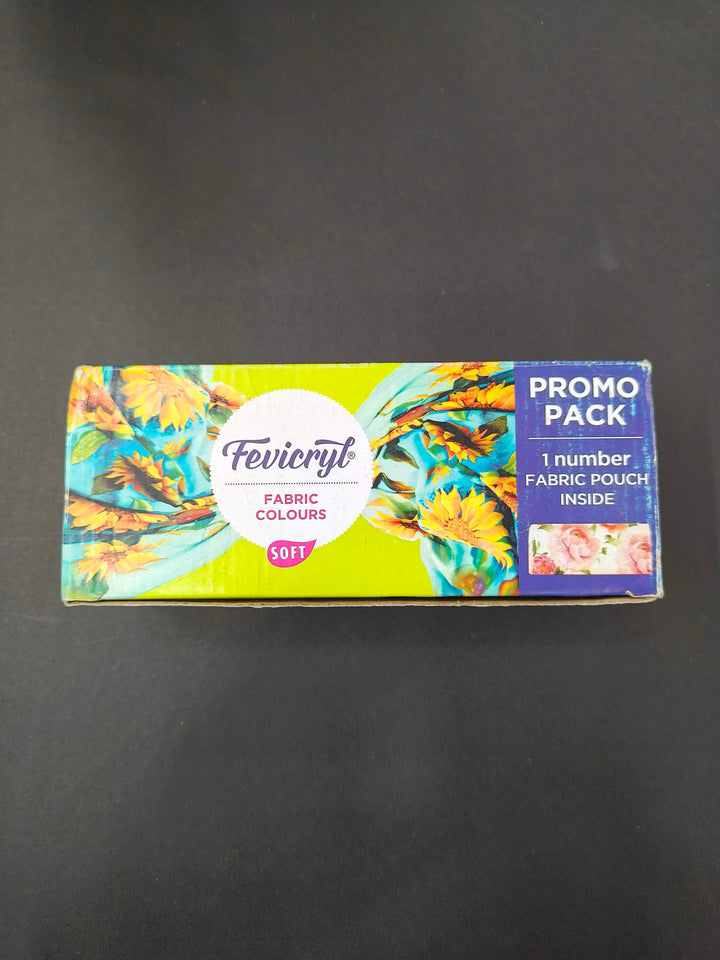 Fevicryl®
FABRIC
COLOURS
SOFT
PROMO
PACK
1 number
FABRIC POUCH
INSIDE